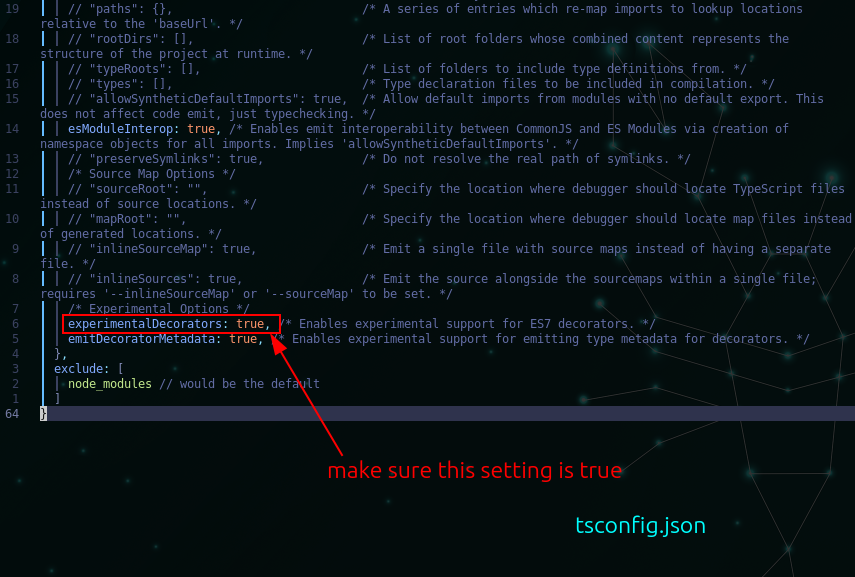 19 // "paths": {}, /* A series of entries which re-map imports to lookup locations
relative to the 'baseUrl'. */
18 // "rootDirs": [], /* List of root folders whose combined content represents the
structure of the project at runtime. */
17 // "typeRoots": [], /* List of folders to include type definitions from. */
16 // "types": [], /* Type declaration files to be included in compilation. */
15 // "allowSyntheticDefaultImports": true, /* Allow default imports from modules with no default export. This
does not affect code emit, just typechecking. */
14 esModuleInterop: true, /* Enables emit interoperability between CommonJS and ES Modules via creation of
namespace objects for all imports. Implies 'allowSyntheticDefaultImports'. */
13 // "preserveSymlinks": true, /* Do not resolve the real path of symlinks. */
12 /* Source Map Options */
11 // "sourceRoot": "", /* Specify the location where debugger should locate TypeScript files
instead of source locations. */
10 // "mapRoot": "", /* Specify the location where debugger should locate map files instead
of generated locations. */
9 // "inlineSourceMap": true, /* Emit a single file with source maps instead of having a separate
file. */
8 // "inlineSources": true, /* Emit the source alongside the sourcemaps within a single file;
requires '--inlineSourceMap' or '--sourceMap' to be set. */
7 /* Experimental Options */
6 experimentalDecorators: true, /* Enables experimental support for ES7 decorators. */
5 emitDecoratorMetadata: true, /* Enables experimental support for emitting type metadata for decorators. */
4 },
3 exclude: [
2 node_modules // would be the default
1 ]
64 }
make sure this setting is true
tsconfig.json